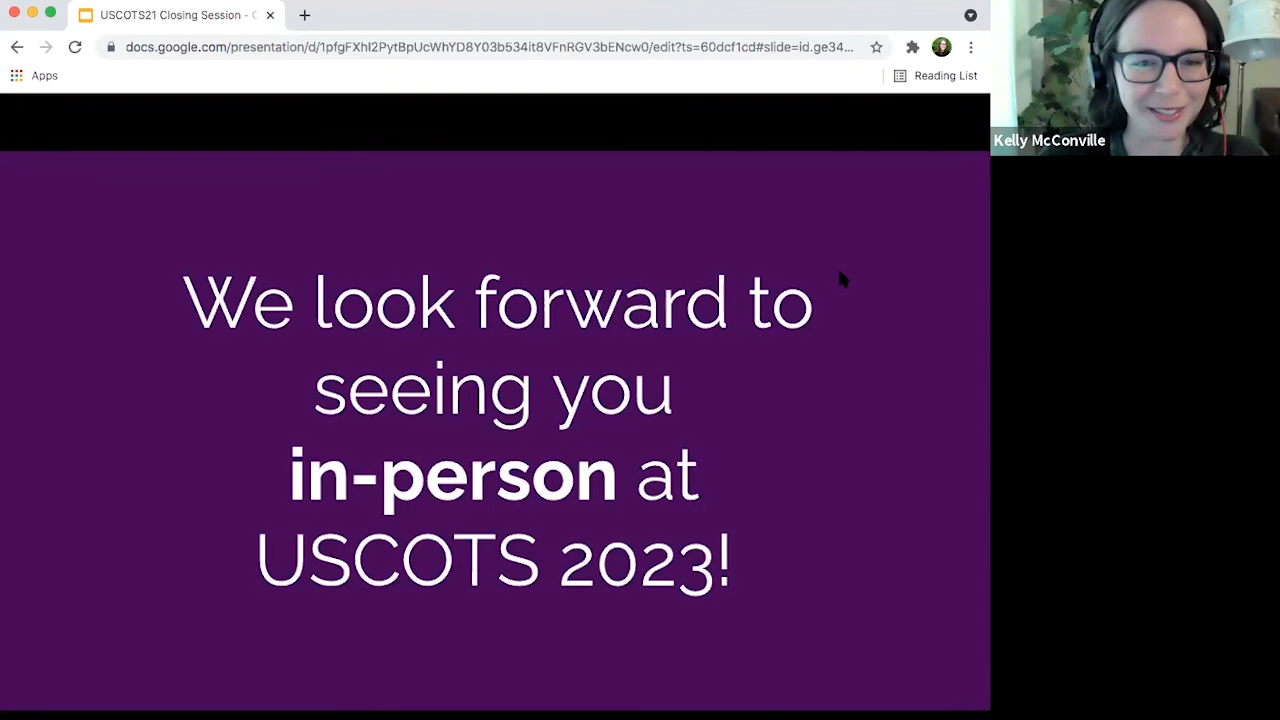 USCOTS21 Closing Session - G
docs.google.com/presentation/d/1pfgFXhI2PytBpUcWhYD8Y03b534it8VFnRGV3bENcw0/edit?ts=60dcf1cd#slide=id.ge34...
Apps
Reading List
Kelly McConville
We look forward to
seeing you
in-person at
USCOTS 2023!